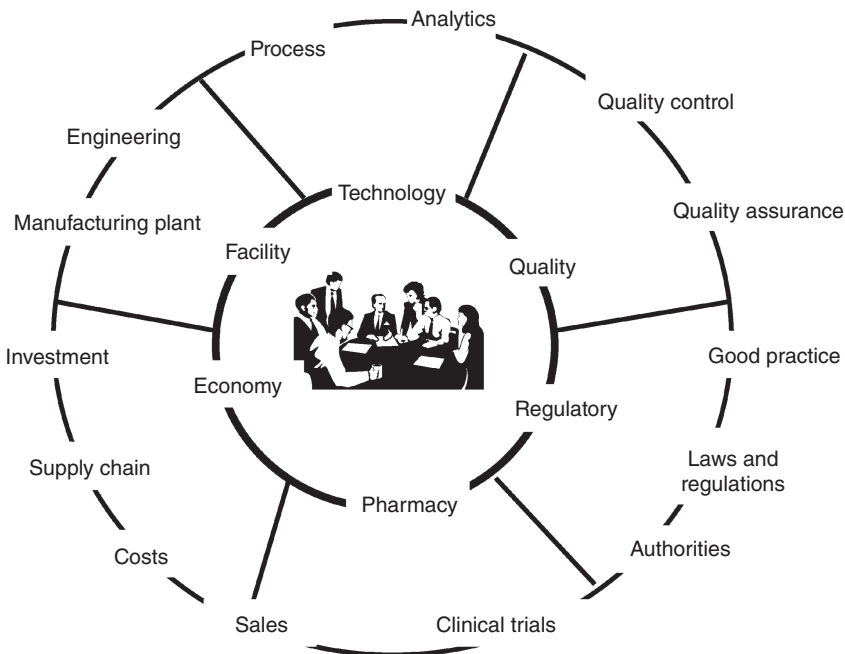 Analytics
Process
Quality control
Engineering
Technology
Quality assurance
Manufacturing plant
Facility
Quality
Investment
Good practice
Economy
Regulatory
Supply chain
Laws and
regulations
Pharmacy
Costs
Authorities
Sales
Clinical trials